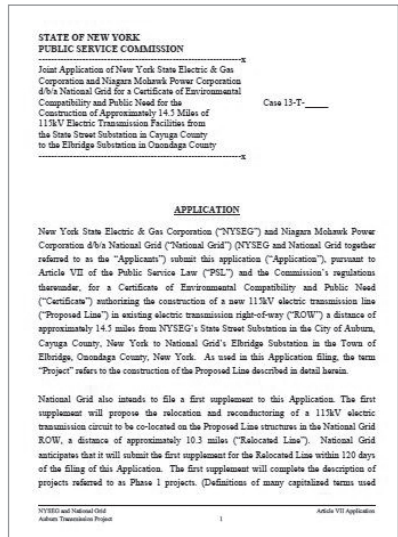 STATE OF NEW YORK
PUBLIC SERVICE COMMISSION
------------------------------------------------------------------x
Joint Application of New York State Electric & Gas
Corporation and Niagara Mohawk Power Corporation
d/b/a National Grid for a Certificate of Environmental
Compatibility and Public Need for the Case 13-T-_____
Construction of Approximately 14.5 Miles of
115kV Electric Transmission Facilities from
the State Street Substation in Cayuga County
to the Elbridge Substation in Onondaga County
------------------------------------------------------------------x
APPLICATION
New York State Electric & Gas Corporation (“NYSEG”) and Niagara Mohawk Power
Corporation d/b/a National Grid (“National Grid”) (NYSEG and National Grid together
referred to as the “Applicants”) submit this application (“Application”), pursuant to
Article VII of the Public Service Law (“PSL”) and the Commission’s regulations
thereunder, for a Certificate of Environmental Compatibility and Public Need
(“Certificate”) authorizing the construction of a new 115kV electric transmission line
(“Proposed Line”) in existing electric transmission right-of-way (“ROW”) a distance of
approximately 14.5 miles from NYSEG’s State Street Substation in the City of Auburn,
Cayuga County, New York to National Grid’s Elbridge Substation in the Town of
Elbridge, Onondaga County, New York. As used in this Application filing, the term
“Project” refers to the construction of the Proposed Line described in detail herein.
National Grid also intends to file a first supplement to this Application. The first
supplement will propose the relocation and reconductoring of a 115kV electric
transmission circuit to be co-located on the Proposed Line structures in the National Grid
ROW, a distance of approximately 10.3 miles (“Relocated Line”). National Grid
anticipates that it will submit the first supplement for the Relocated Line within 120 days
of the filing of this Application. The first supplement will complete the description of
projects referred to as Phase 1 projects. (Definitions of many capitalized terms used
NYSEG and National Grid Article VII Application
Auburn Transmission Project 1